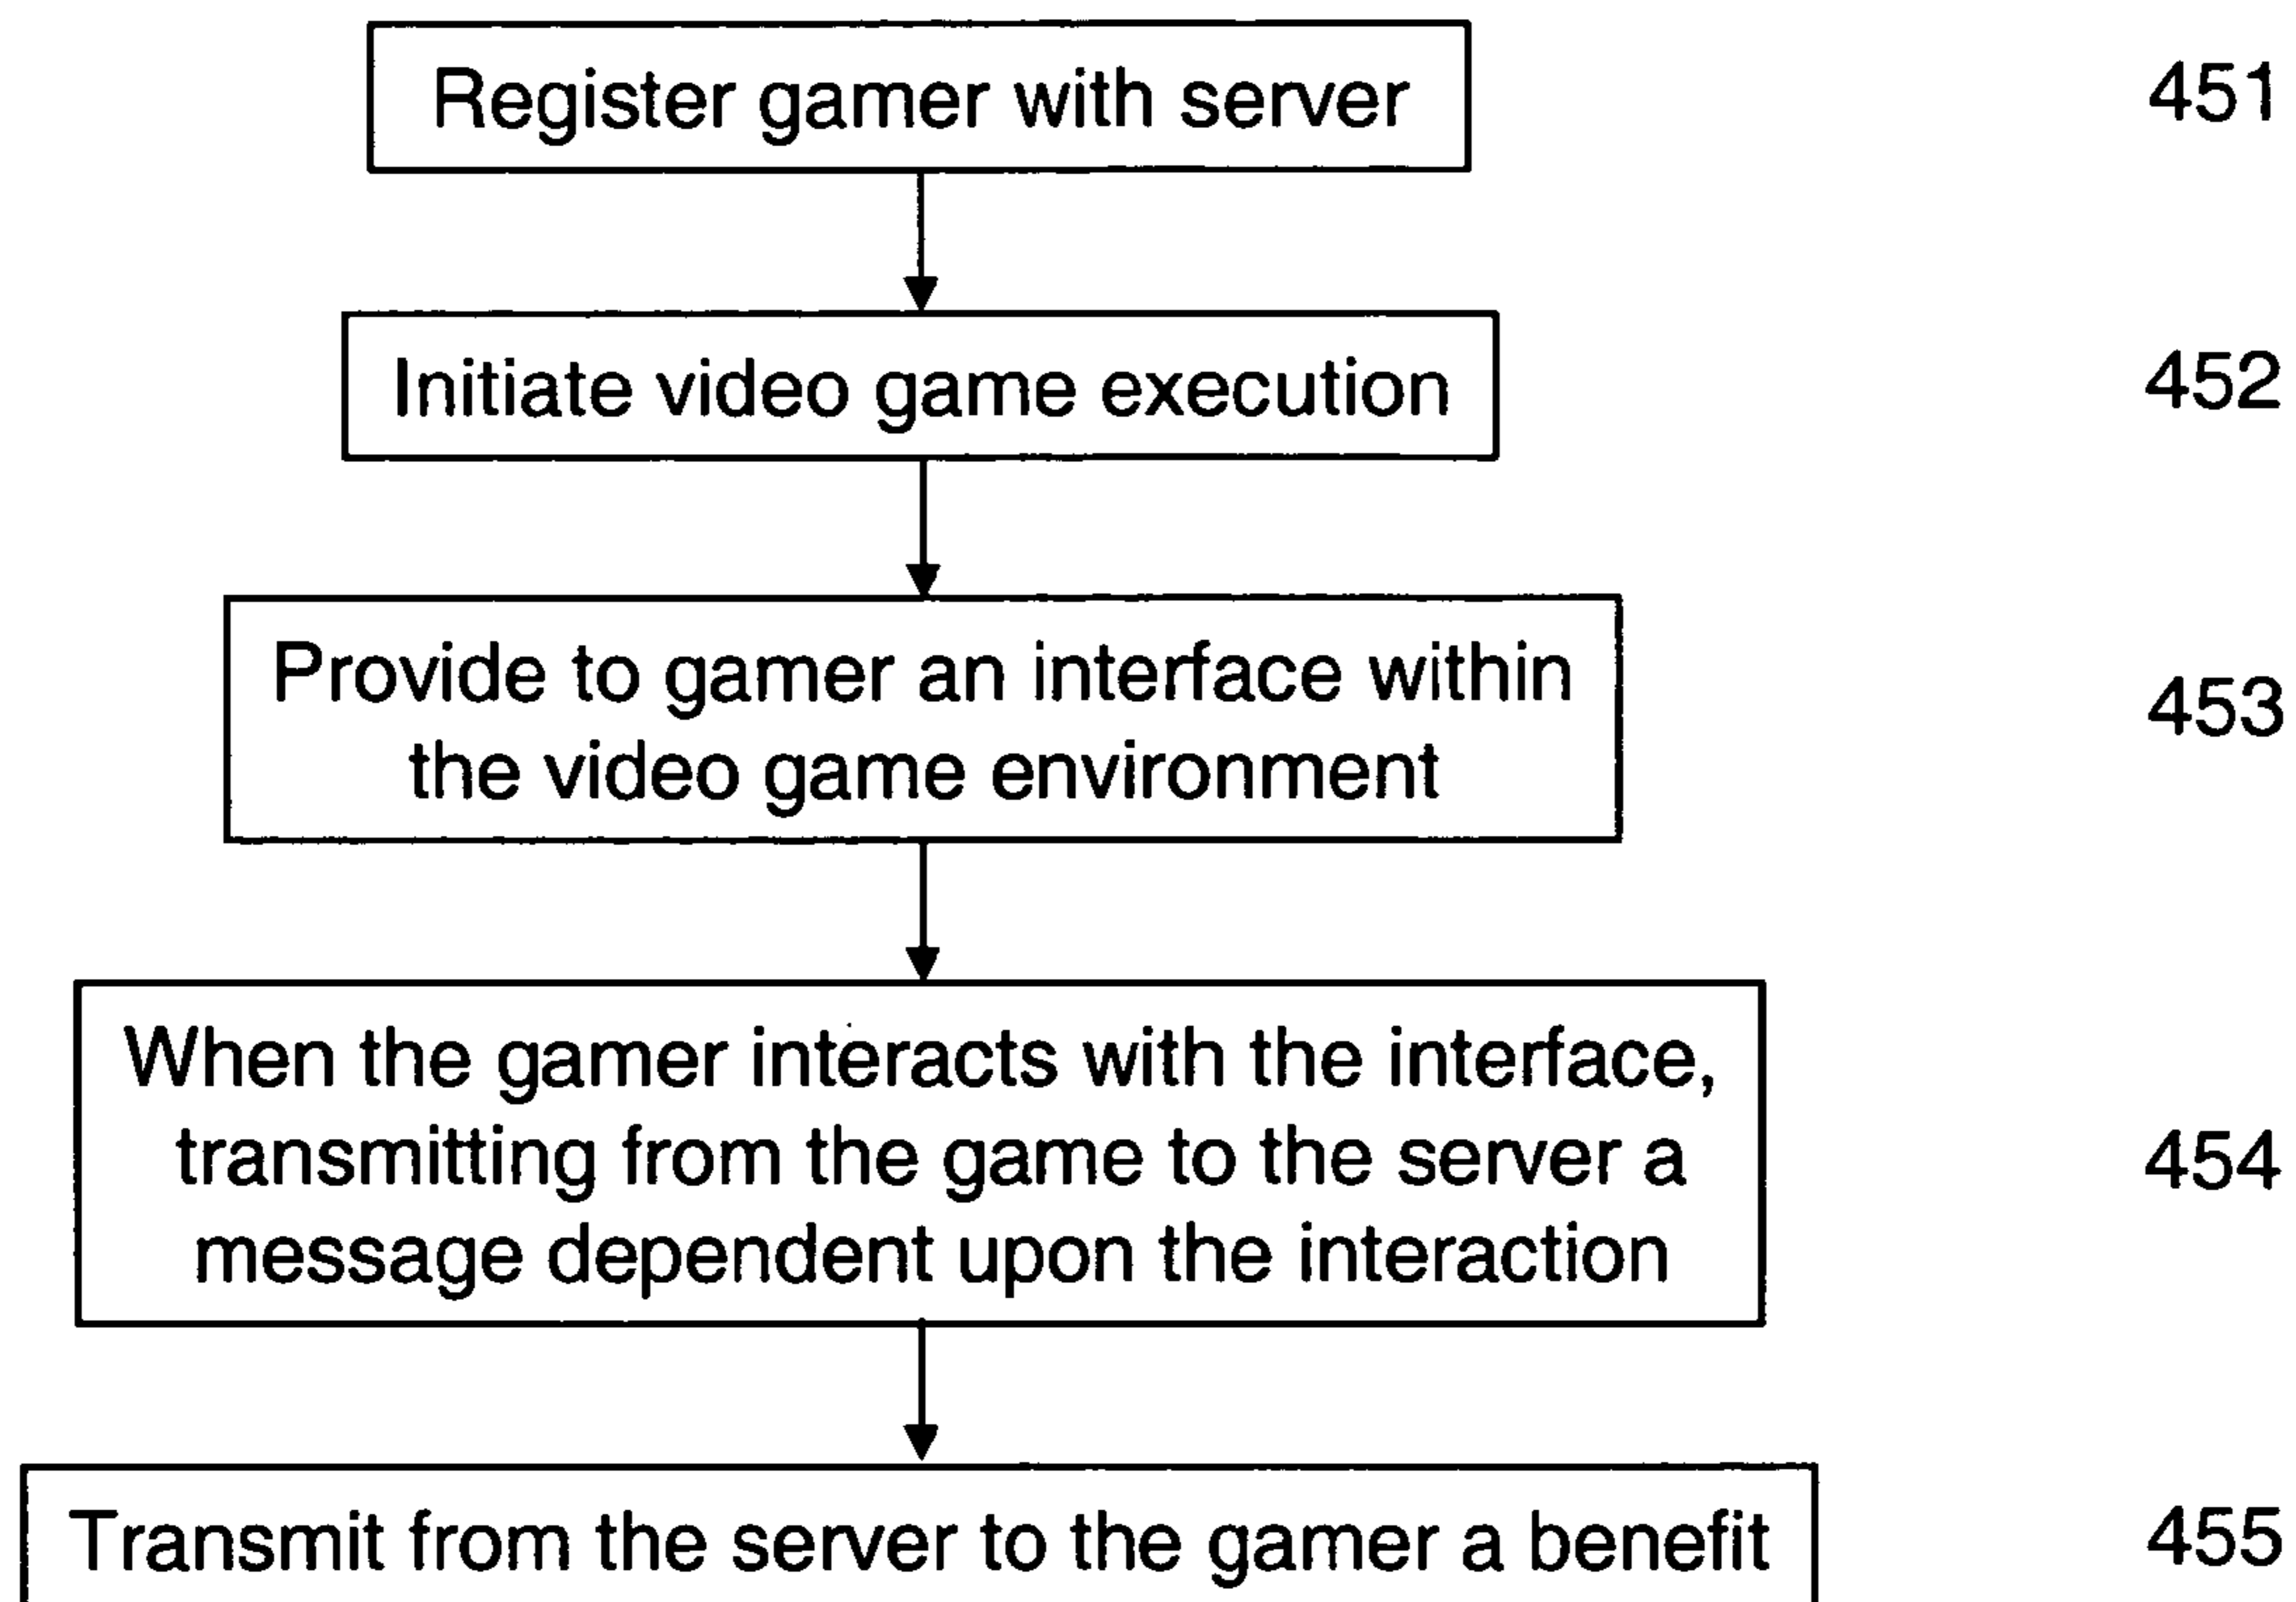 Register gamer with server
451
Initiate video game execution
452
Provide to gamer an interface within
the video game environment
453
When the gamer interacts with the interface,
transmitting from the game to the server a
message dependent upon the interaction
454
Transmit from the server to the gamer a benefit
455